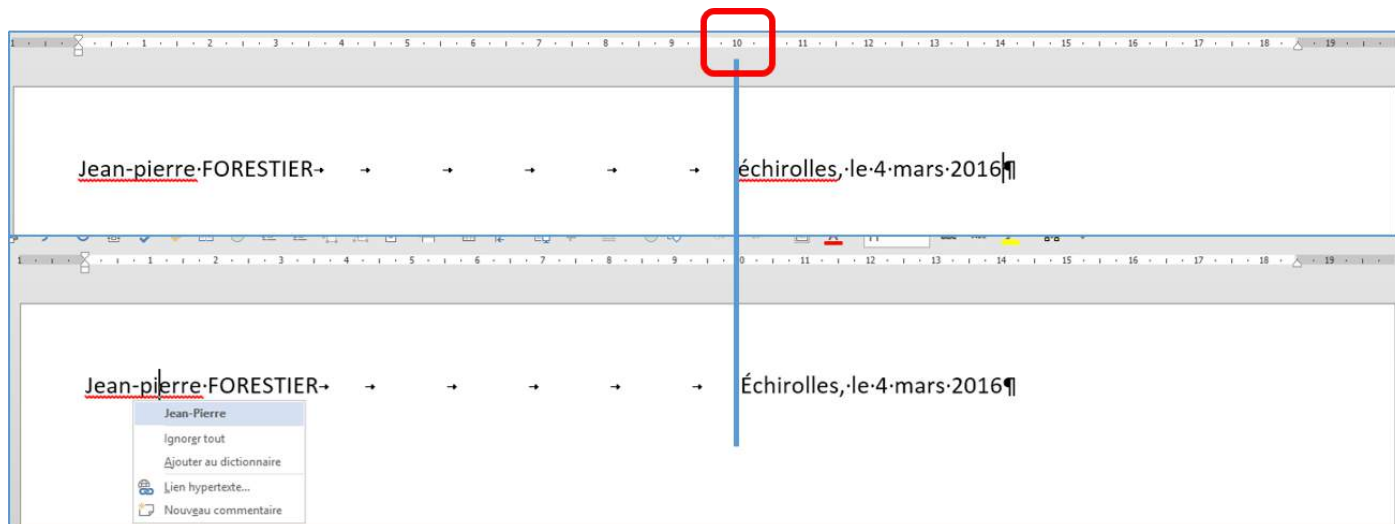 1 1 2 3 4 5 6 7 8 9 10 11 12 13 14 15 16 17 18 19
Jean-pierre·FORESTIER→ → → → → → échirolles,·le·4·mars·2016¶
1 1 2 3 4 5 6 7 8 9 0 11 12 13 14 15 16 17 18 19
Jean-pierre·FORESTIER→ → → → → → Échirolles,·le·4·mars·2016¶
Jean-Pierre
Ignorer tout
Ajouter au dictionnaire
Lien hypertexte...
Nouveau commentaire